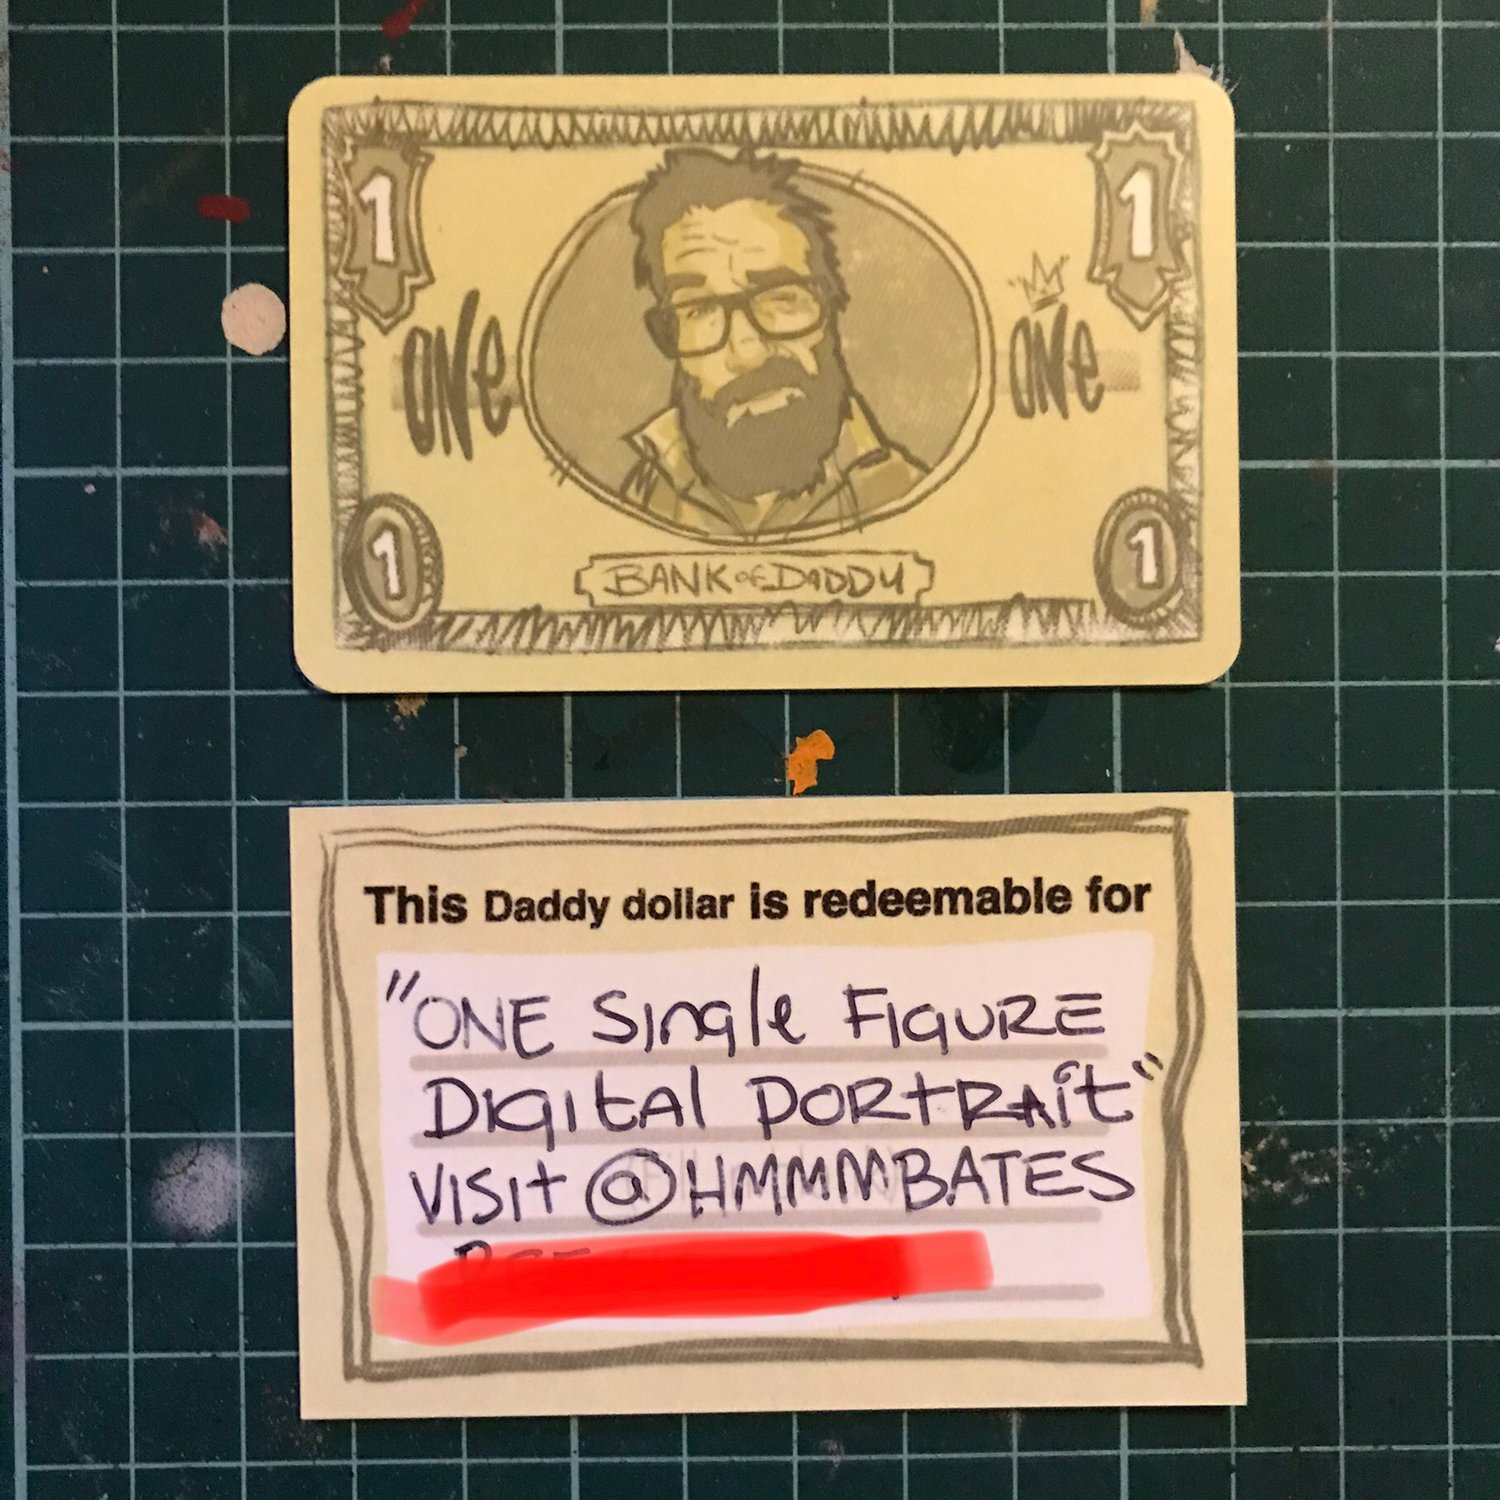 1 1
ONE ONE
1 1
BANK OF DADDY
This Daddy dollar is redeemable for
"ONE Single FIGURE
DIGItAl PORTRAit"
VISIt @HMMMBATES